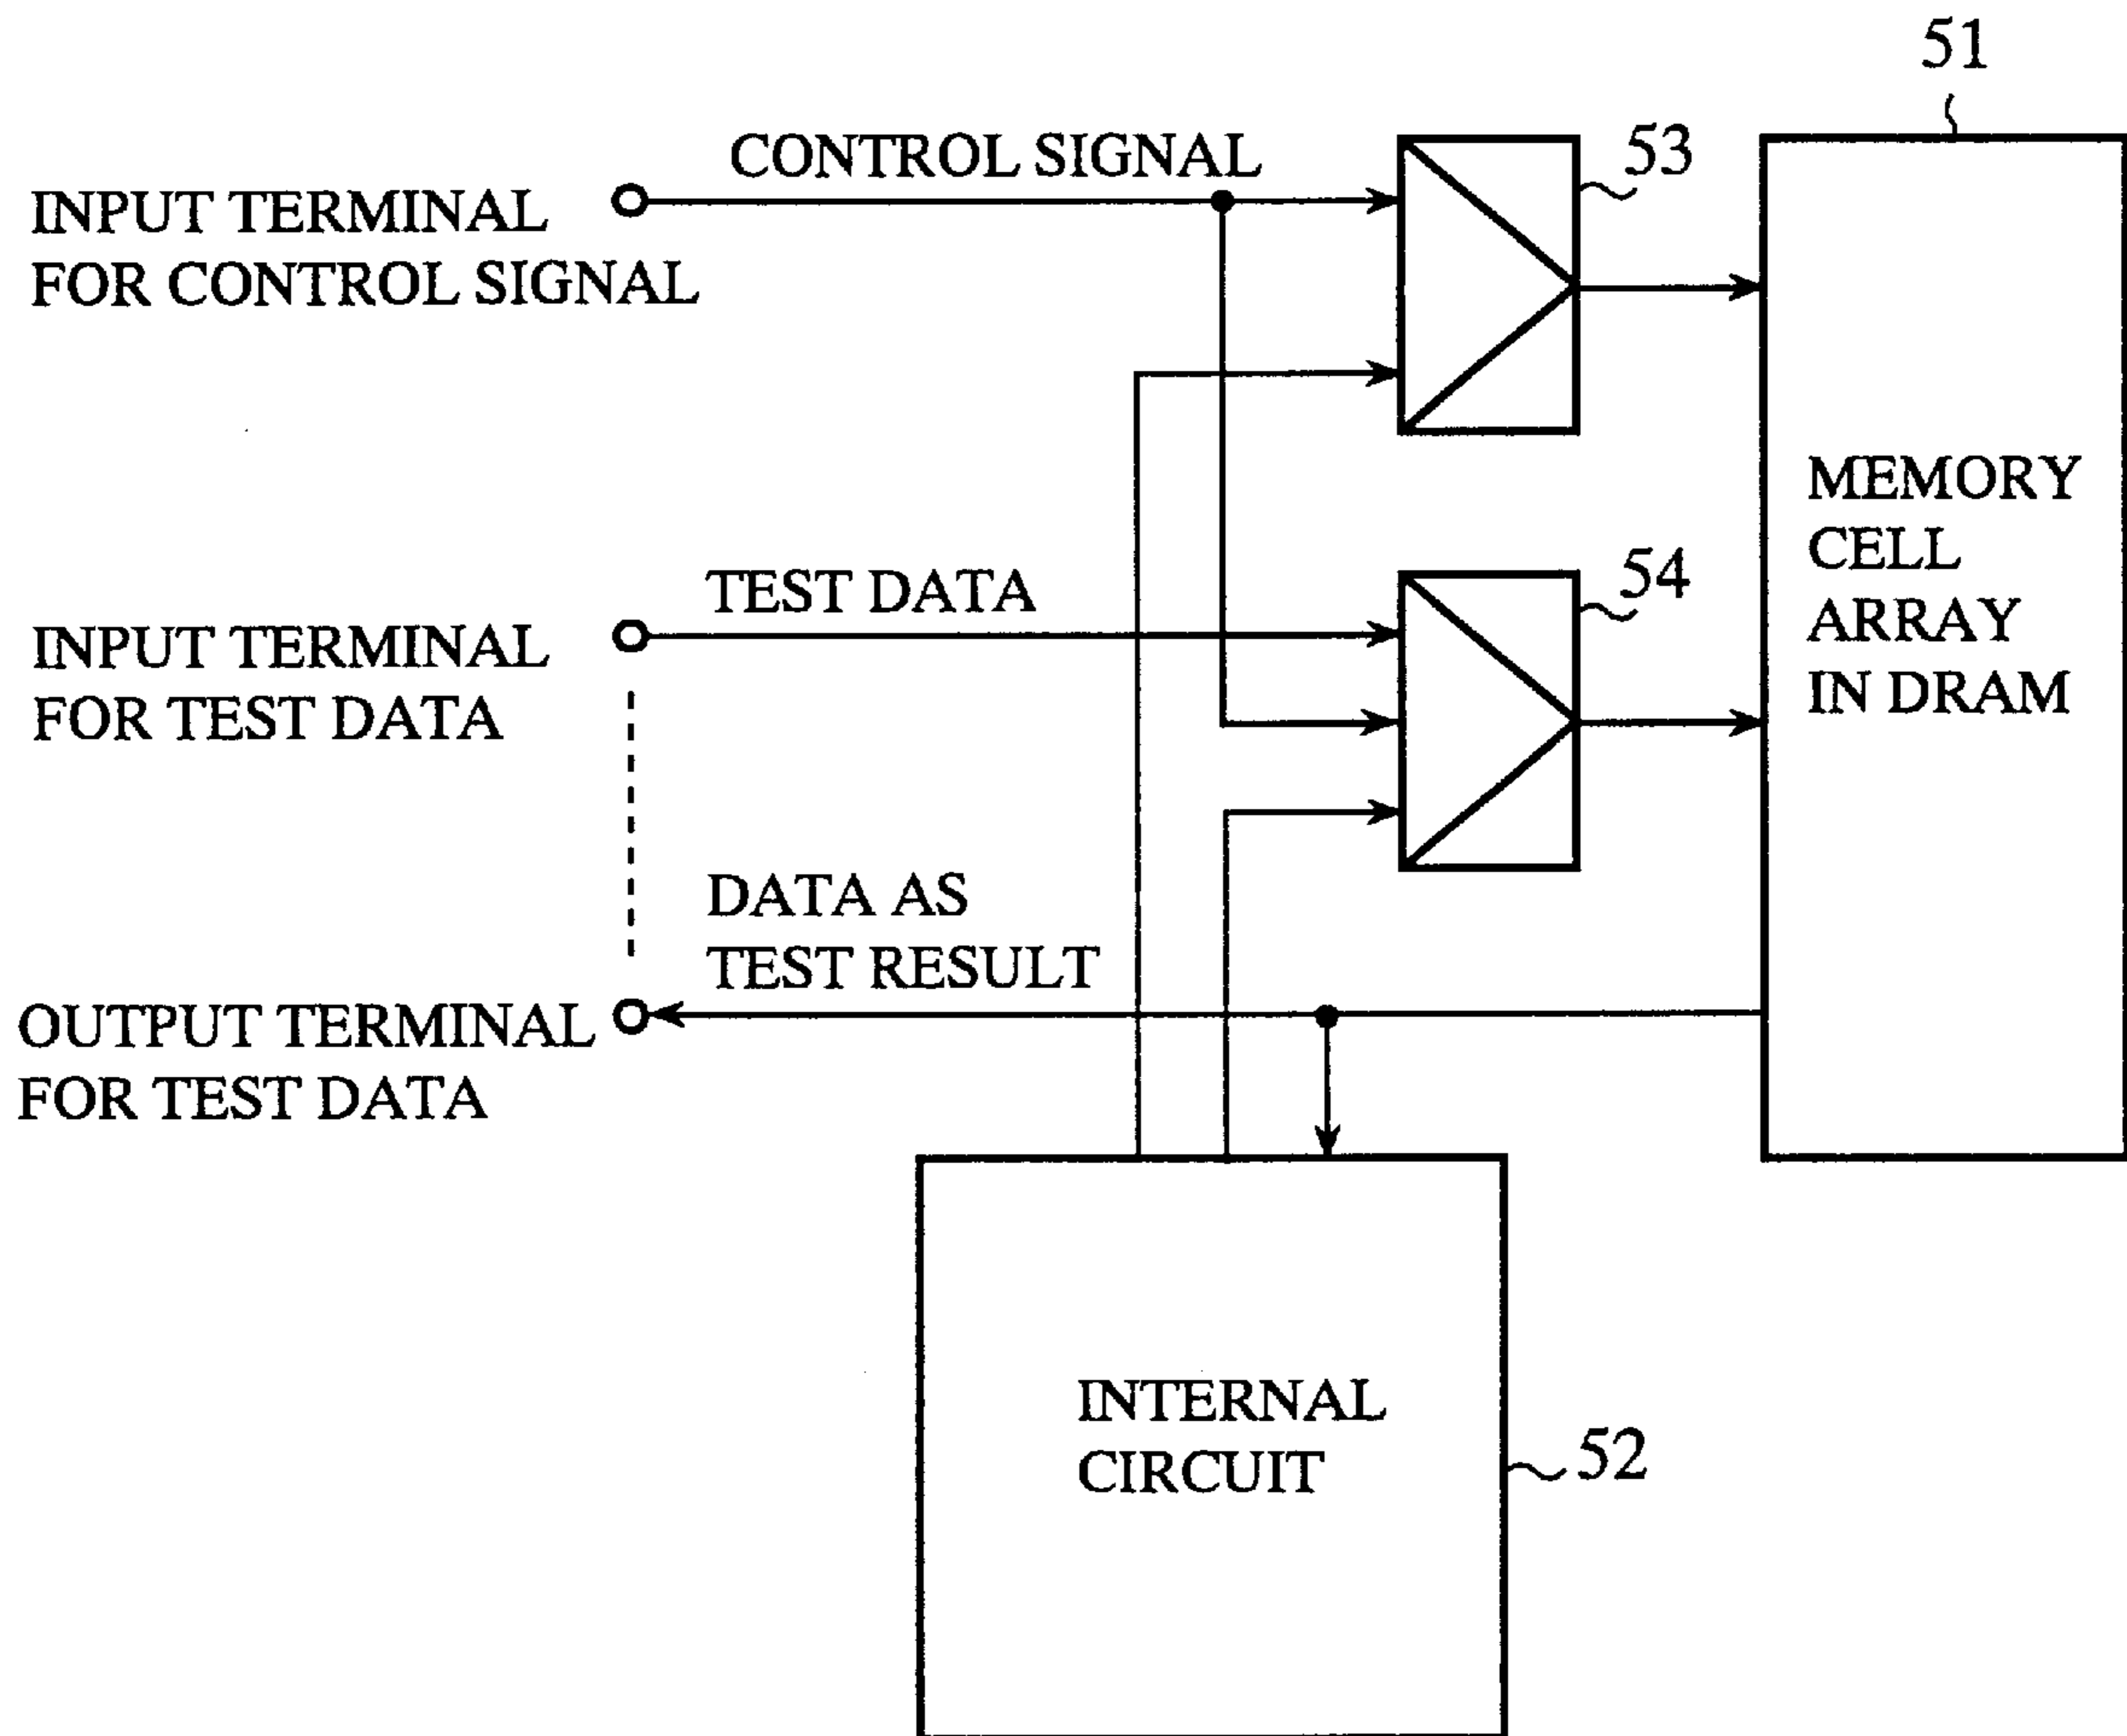 51
CONTROL SIGNAL
53
INPUT TERMINAL
FOR CONTROL SIGNAL
MEMORY
CELL
ARRAY
IN DRAM
54
TEST DATA
INPUT TERMINAL
FOR TEST DATA
DATA AS
TEST RESULT
OUTPUT TERMINAL
FOR TEST DATA
INTERNAL
CIRCUIT
52